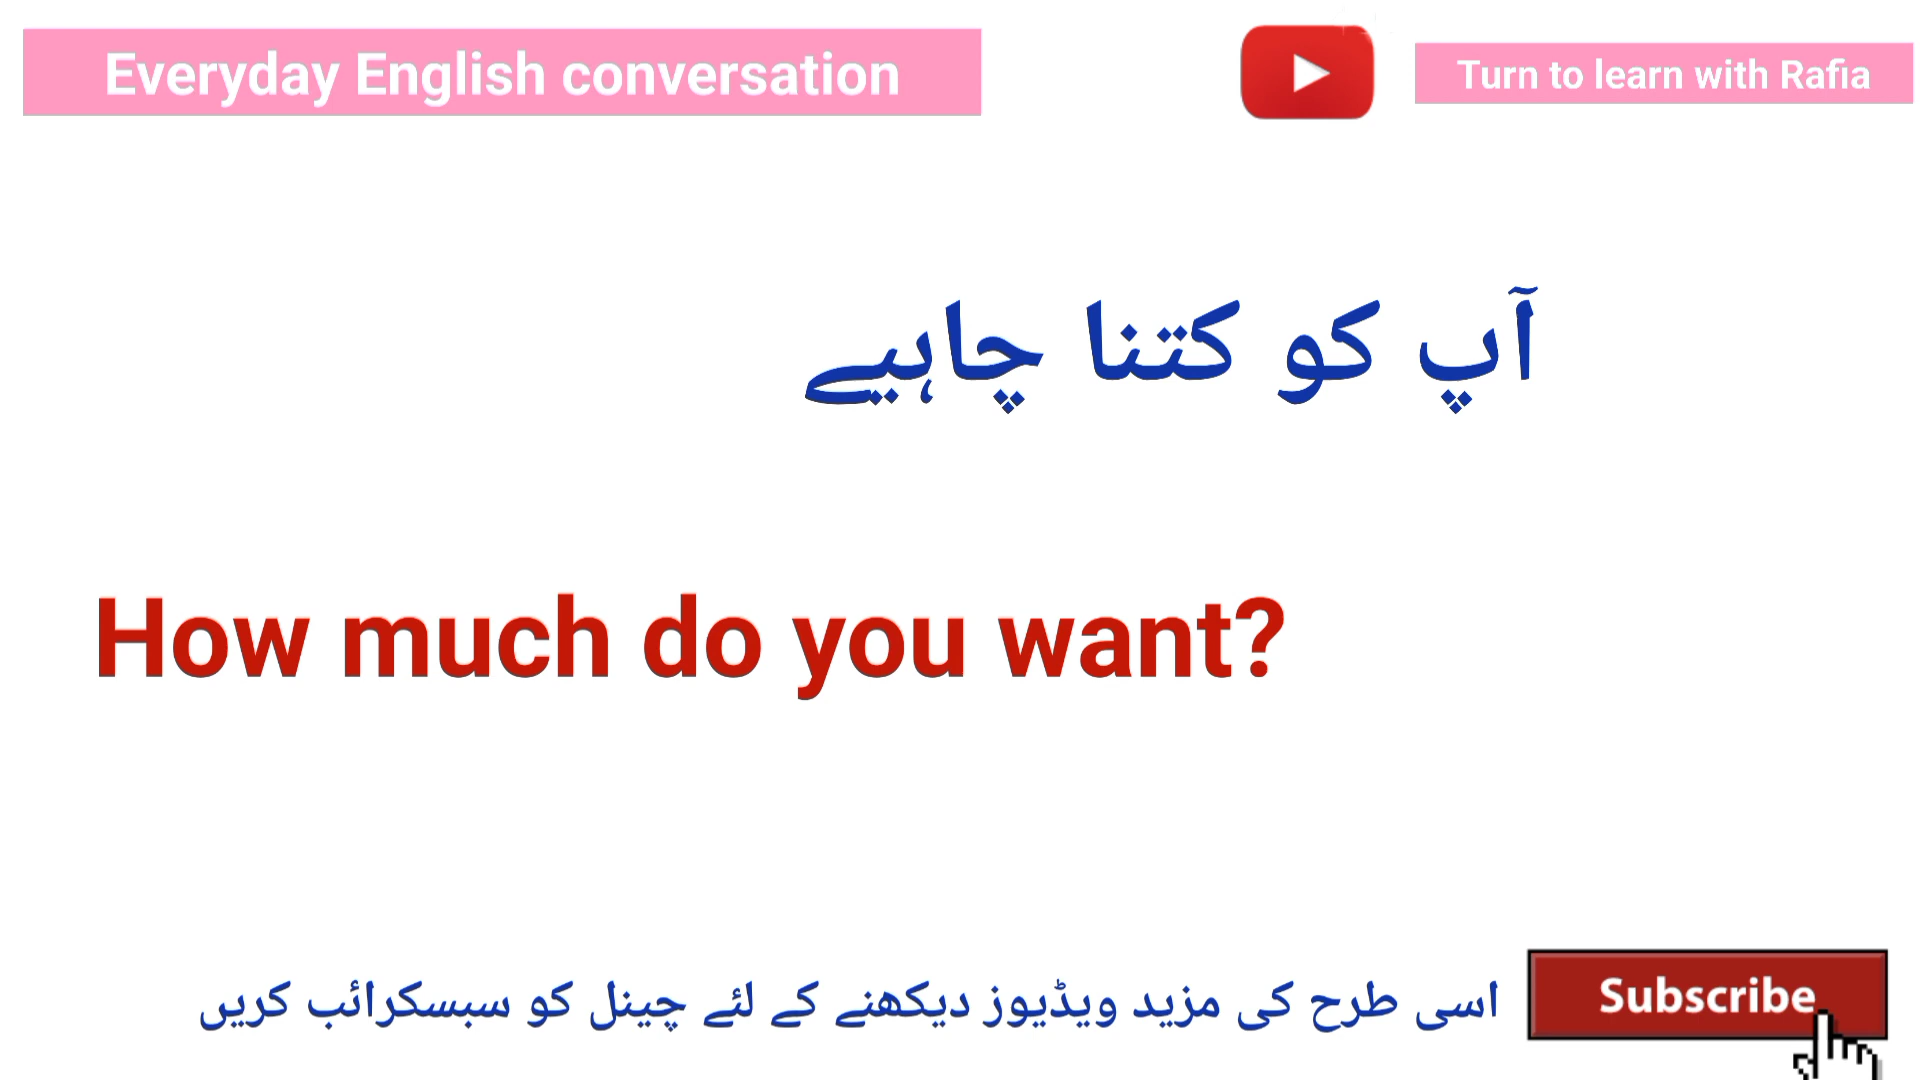 Everyday English conversation
Turn to learn with Rafia
آپ کو کتنا چاہیے
How much do you want?
اسی طرح کی مزید ویڈیوز دیکھنے کے لئے چینل کو سبسکرائب کریں
Subscribe